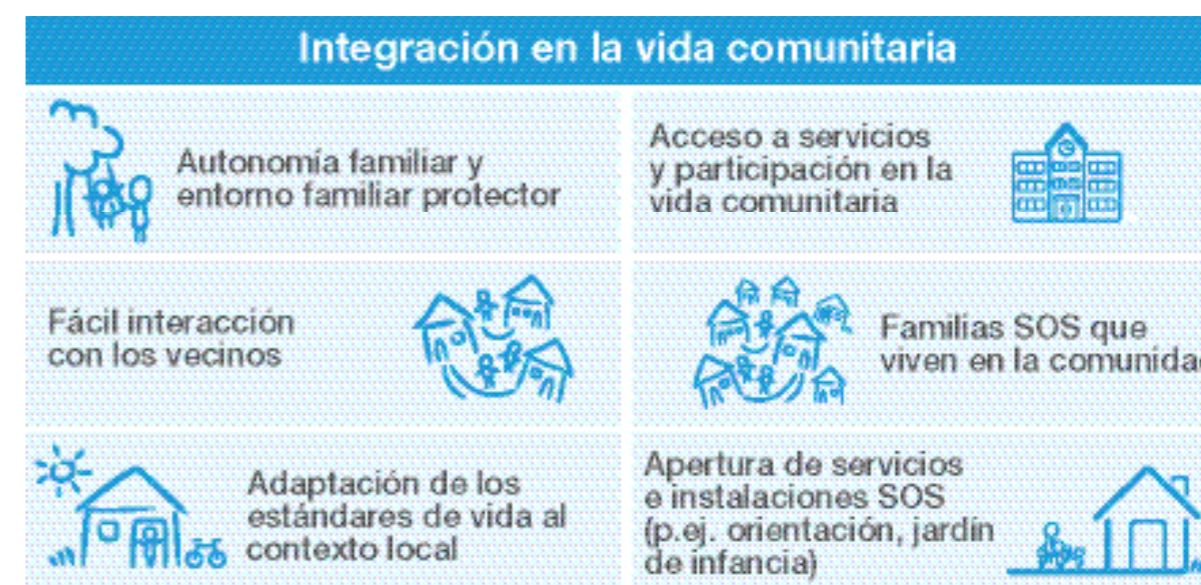 Integración en la vida comunitaria
Autonomía familiar y
entorno familiar protector
Acceso a servicios
y participación en la
vida comunitaria
Fácil interacción
con los vecinos
Familias SOS que
viven en la comunidad
Adaptación de los
estándares de vida al
contexto local
Apertura de servicios
e instalaciones SOS
(p.ej. orientación, jardín
de infancia)